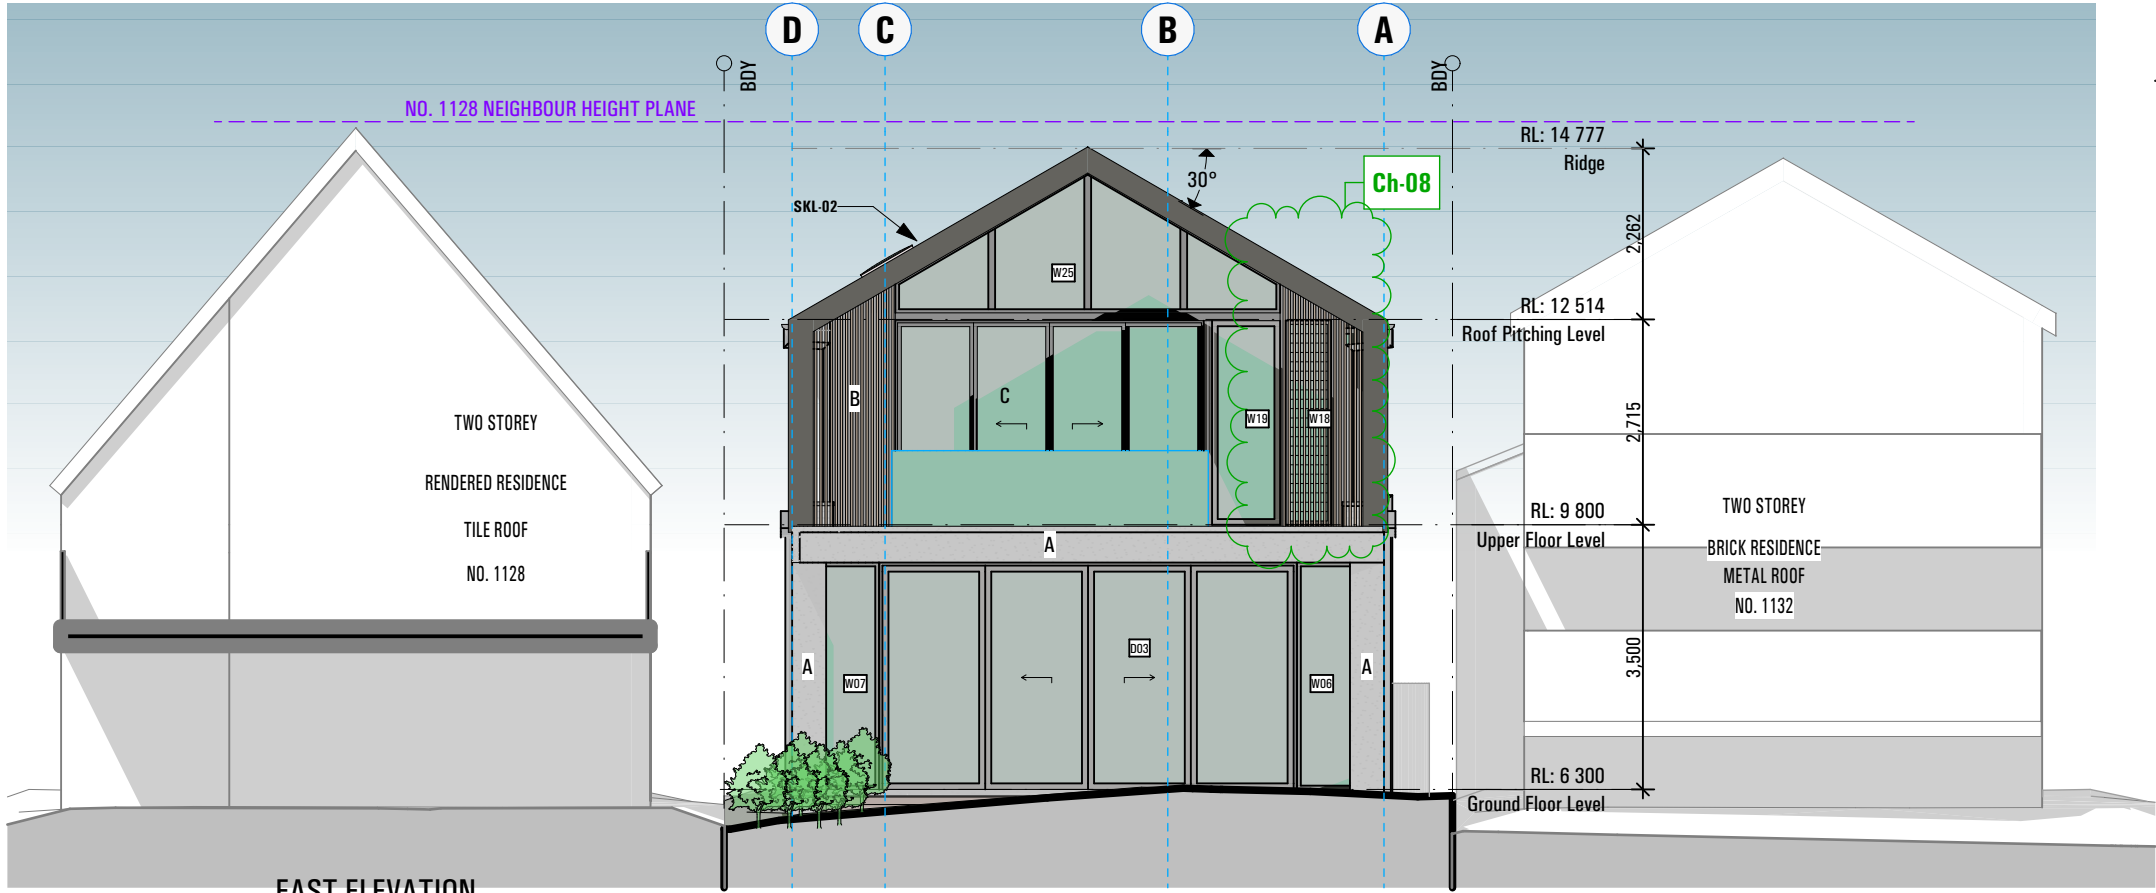 D
C
B
A
BDY
BDY
NO. 1128 NEIGHBOUR HEIGHT PLANE
RL: 14 777
Ridge
30°
Ch-08
SKL-02
2,262
W25
RL: 12 514
Roof Pitching Level
B
C
W19
W18
2,715
TWO STOREY
RENDERED RESIDENCE
TILE ROOF
NO. 1128
RL: 9 800
Upper Floor Level
TWO STOREY
BRICK RESIDENCE
METAL ROOF
NO. 1132
A
A
W07
D03
W06
A
3,500
RL: 6 300
Ground Floor Level
EAST ELEVATION